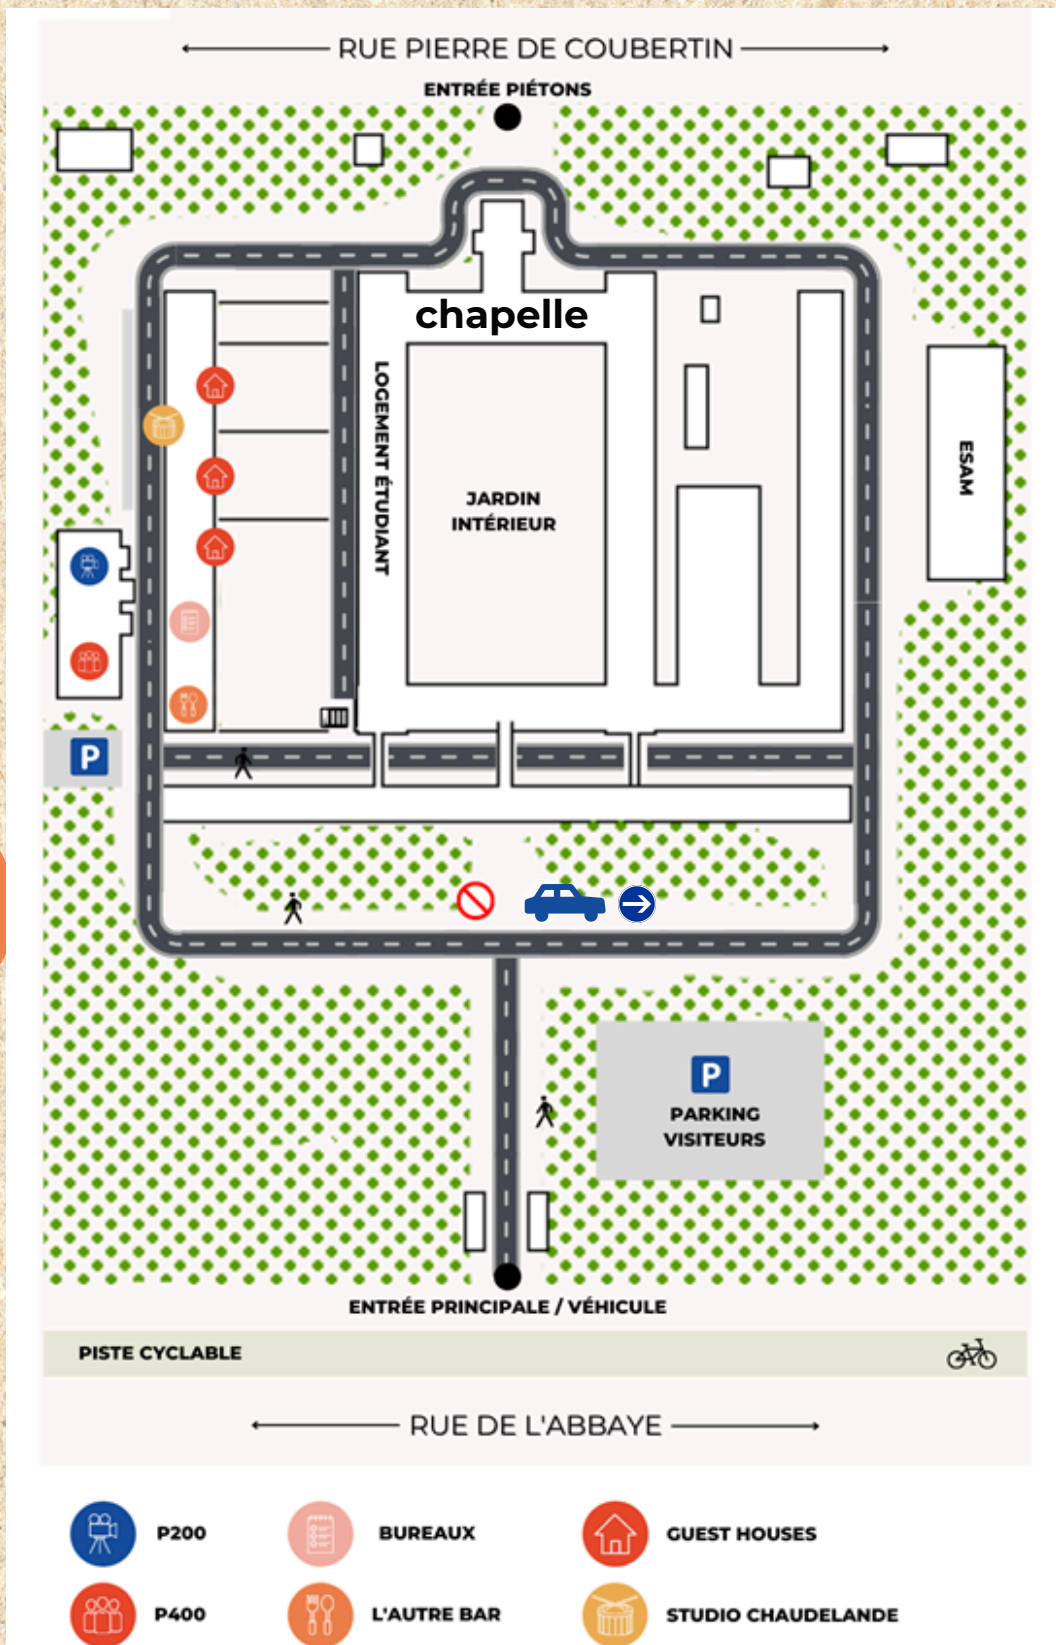 RUE PIERRE DE COUBERTIN
ENTRÉE PIÉTONS
chapelle
LOGEMENT ÉTUDIANT
JARDIN
INTÉRIEUR
ESAM
P
P
PARKING
VISITEURS
ENTRÉE PRINCIPALE / VÉHICULE
PISTE CYCLABLE
RUE DE L'ABBAYE
P200
BUREAUX
GUEST HOUSES
P400
L'AUTRE BAR
STUDIO CHAUDELANDE